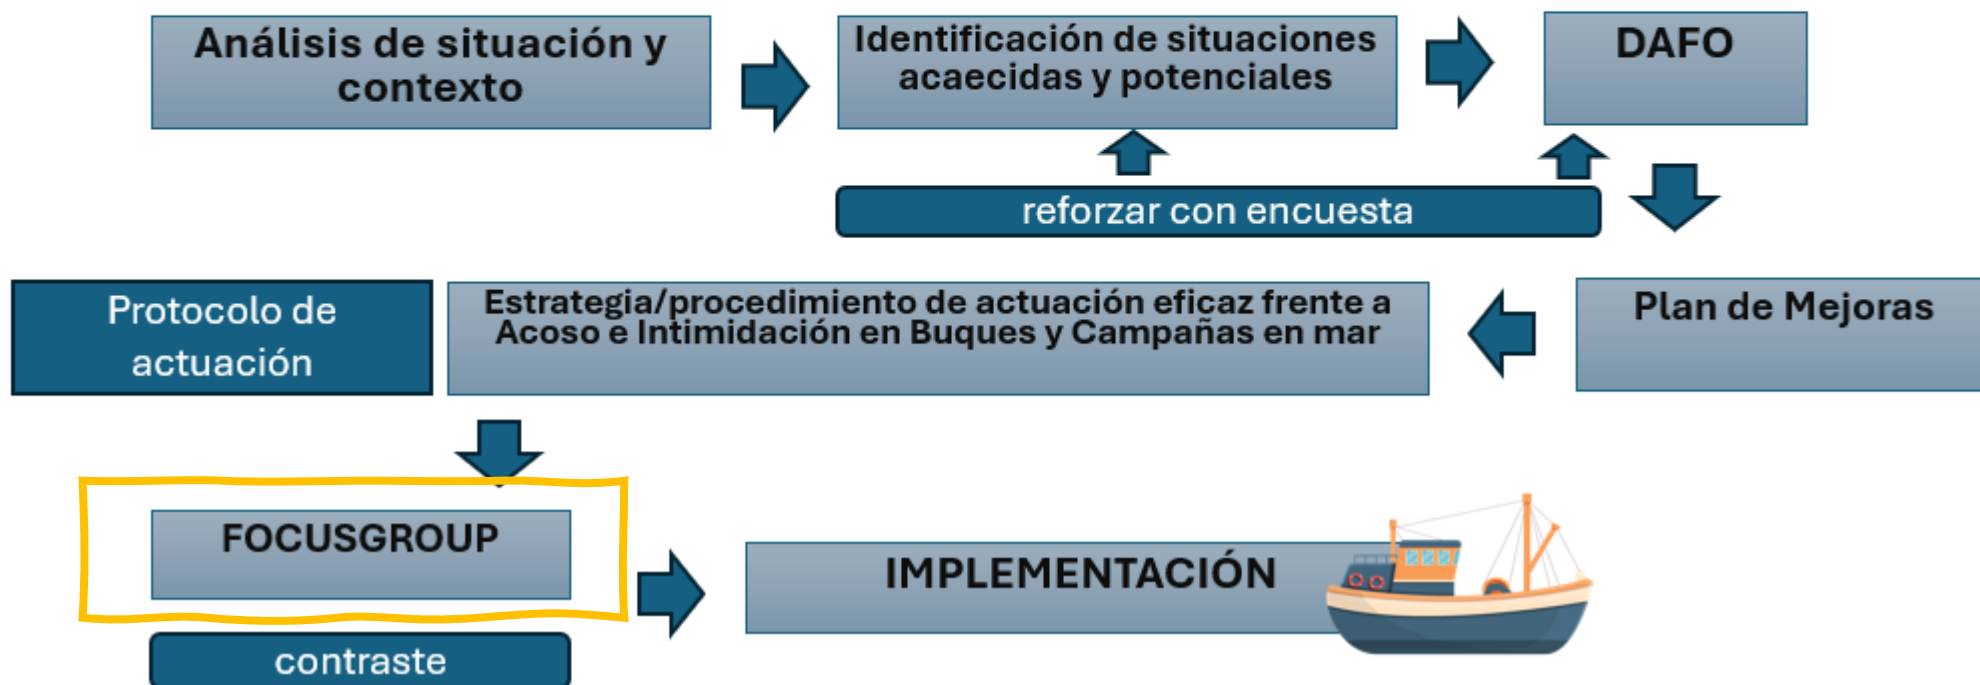 Análisis de situación y
contexto
Identificación de situaciones
acaecidas y potenciales
DAFO
reforzar con encuesta
Protocolo de
actuación
Estrategia/procedimiento de actuación eficaz frente a
Acoso e Intimidación en Buques y Campañas en mar
Plan de Mejoras
FOCUSGROUP
contraste
IMPLEMENTACIÓN